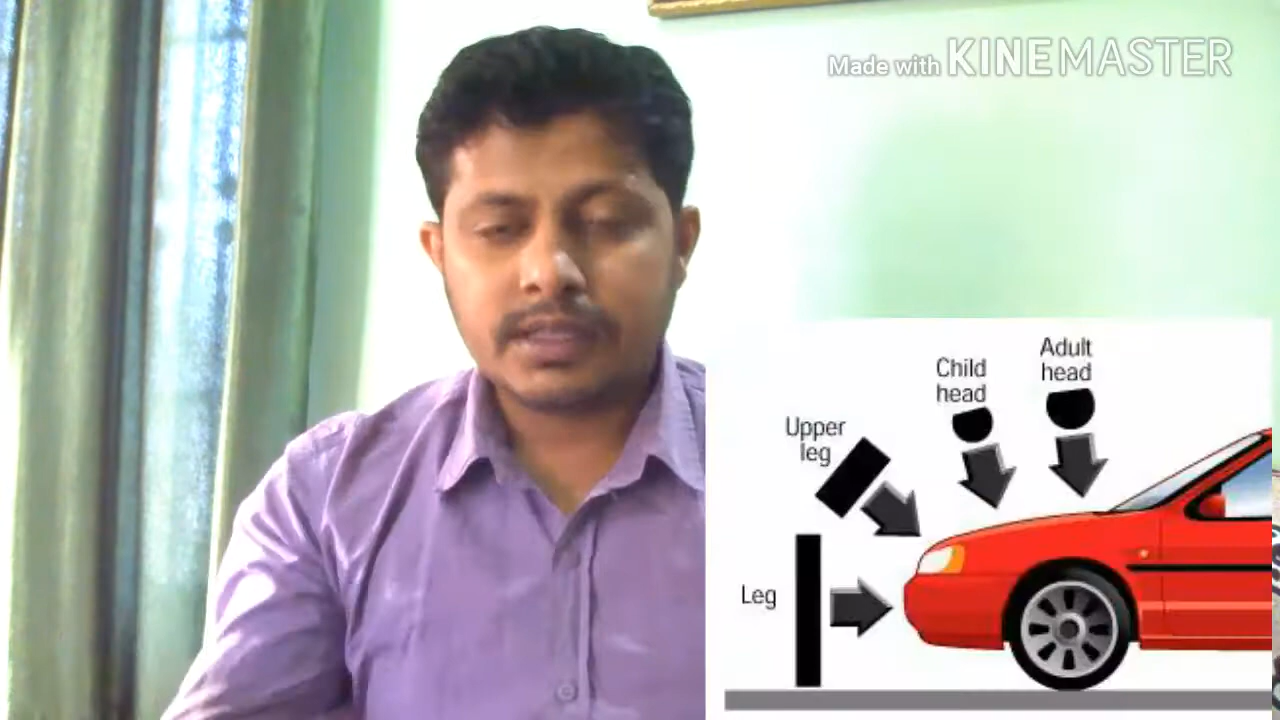 Made with KINEMASTER
Adult
head
Child
head
Upper
leg
Leg